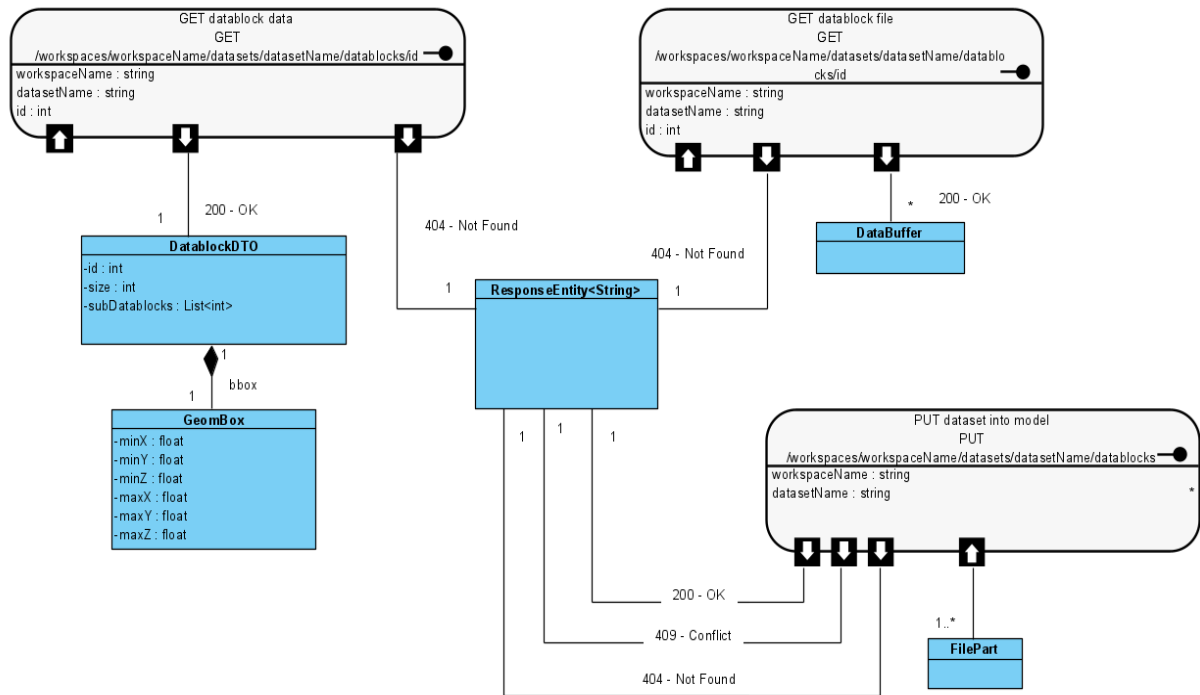 GET datablock data
GET
/workspaces/workspaceName/datasets/datasetName/datablocks/id
workspaceName : string
datasetName : string
id : int
GET datablock file
GET
/workspaces/workspaceName/datasets/datasetName/datablo
cks/id
workspaceName : string
datasetName : string
id : int
1
200 - OK
404 - Not Found
1
404 - Not Found
1
200 - OK
*
DatablockDTO
-id : int
-size : int
-subDatablocks : List<int>
1
bbox
1
GeomBox
-minX : float
-minY : float
-minZ : float
-maxX : float
-maxY : float
-maxZ : float
ResponseEntity<String>
1
1
1
DataBuffer
PUT dataset into model
PUT
/workspaces/workspaceName/datasets/datasetName/datablocks
workspaceName : string
datasetName : string
*
200 - OK
409 - Conflict
404 - Not Found
1..*
FilePart